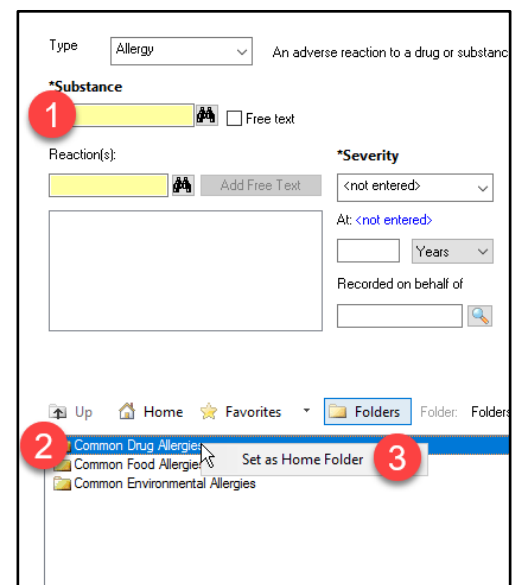 Type Allergy An adverse reaction to a drug or substanc
*Substance
1 Free text
Reaction(s): *Severity
Add Free Text <not entered>
At: <not entered>
Years
Recorded on behalf of
Up Home Favorites Folders Folder: Folders
2 Common Drug Allergies Set as Home Folder 3
Common Food Allergie
Common Environmental Allergies